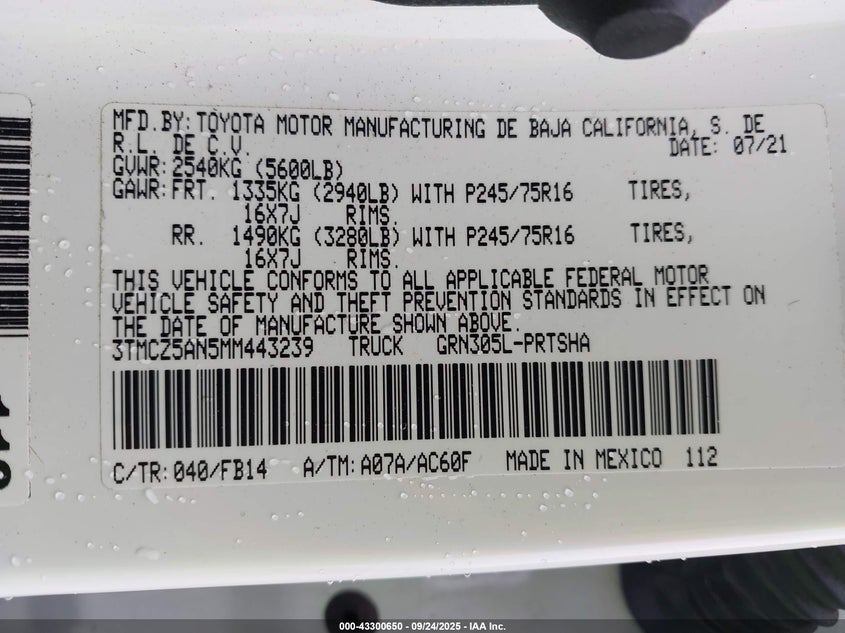 MFD.BY: TOYOTA MOTOR MANUFACTURING DE BAJA CALIFORNIA, S. DE
R.L. DE C.V. DATE: 07/21
GVWR: 2540KG (5600LB)
GAWR: FRT. 1335KG (2940LB) WITH P245/75R16 TIRES,
16X7J RIMS.
RR. 1490KG (3280LB) WITH P245/75R16 TIRES,
16X7J RIMS.
THIS VEHICLE CONFORMS TO ALL APPLICABLE FEDERAL MOTOR
VEHICLE SAFETY AND THEFT PREVENTION STANDARDS IN EFFECT ON
THE DATE OF MANUFACTURE SHOWN ABOVE.
3TMCZ5AN5MM443239 TRUCK GRN305L-PRTSHA
C/TR: 040/FB14 A/TM: A07A/AC60F MADE IN MEXICO 112
000-43300650 - 09/24/2025 - IAA Inc.